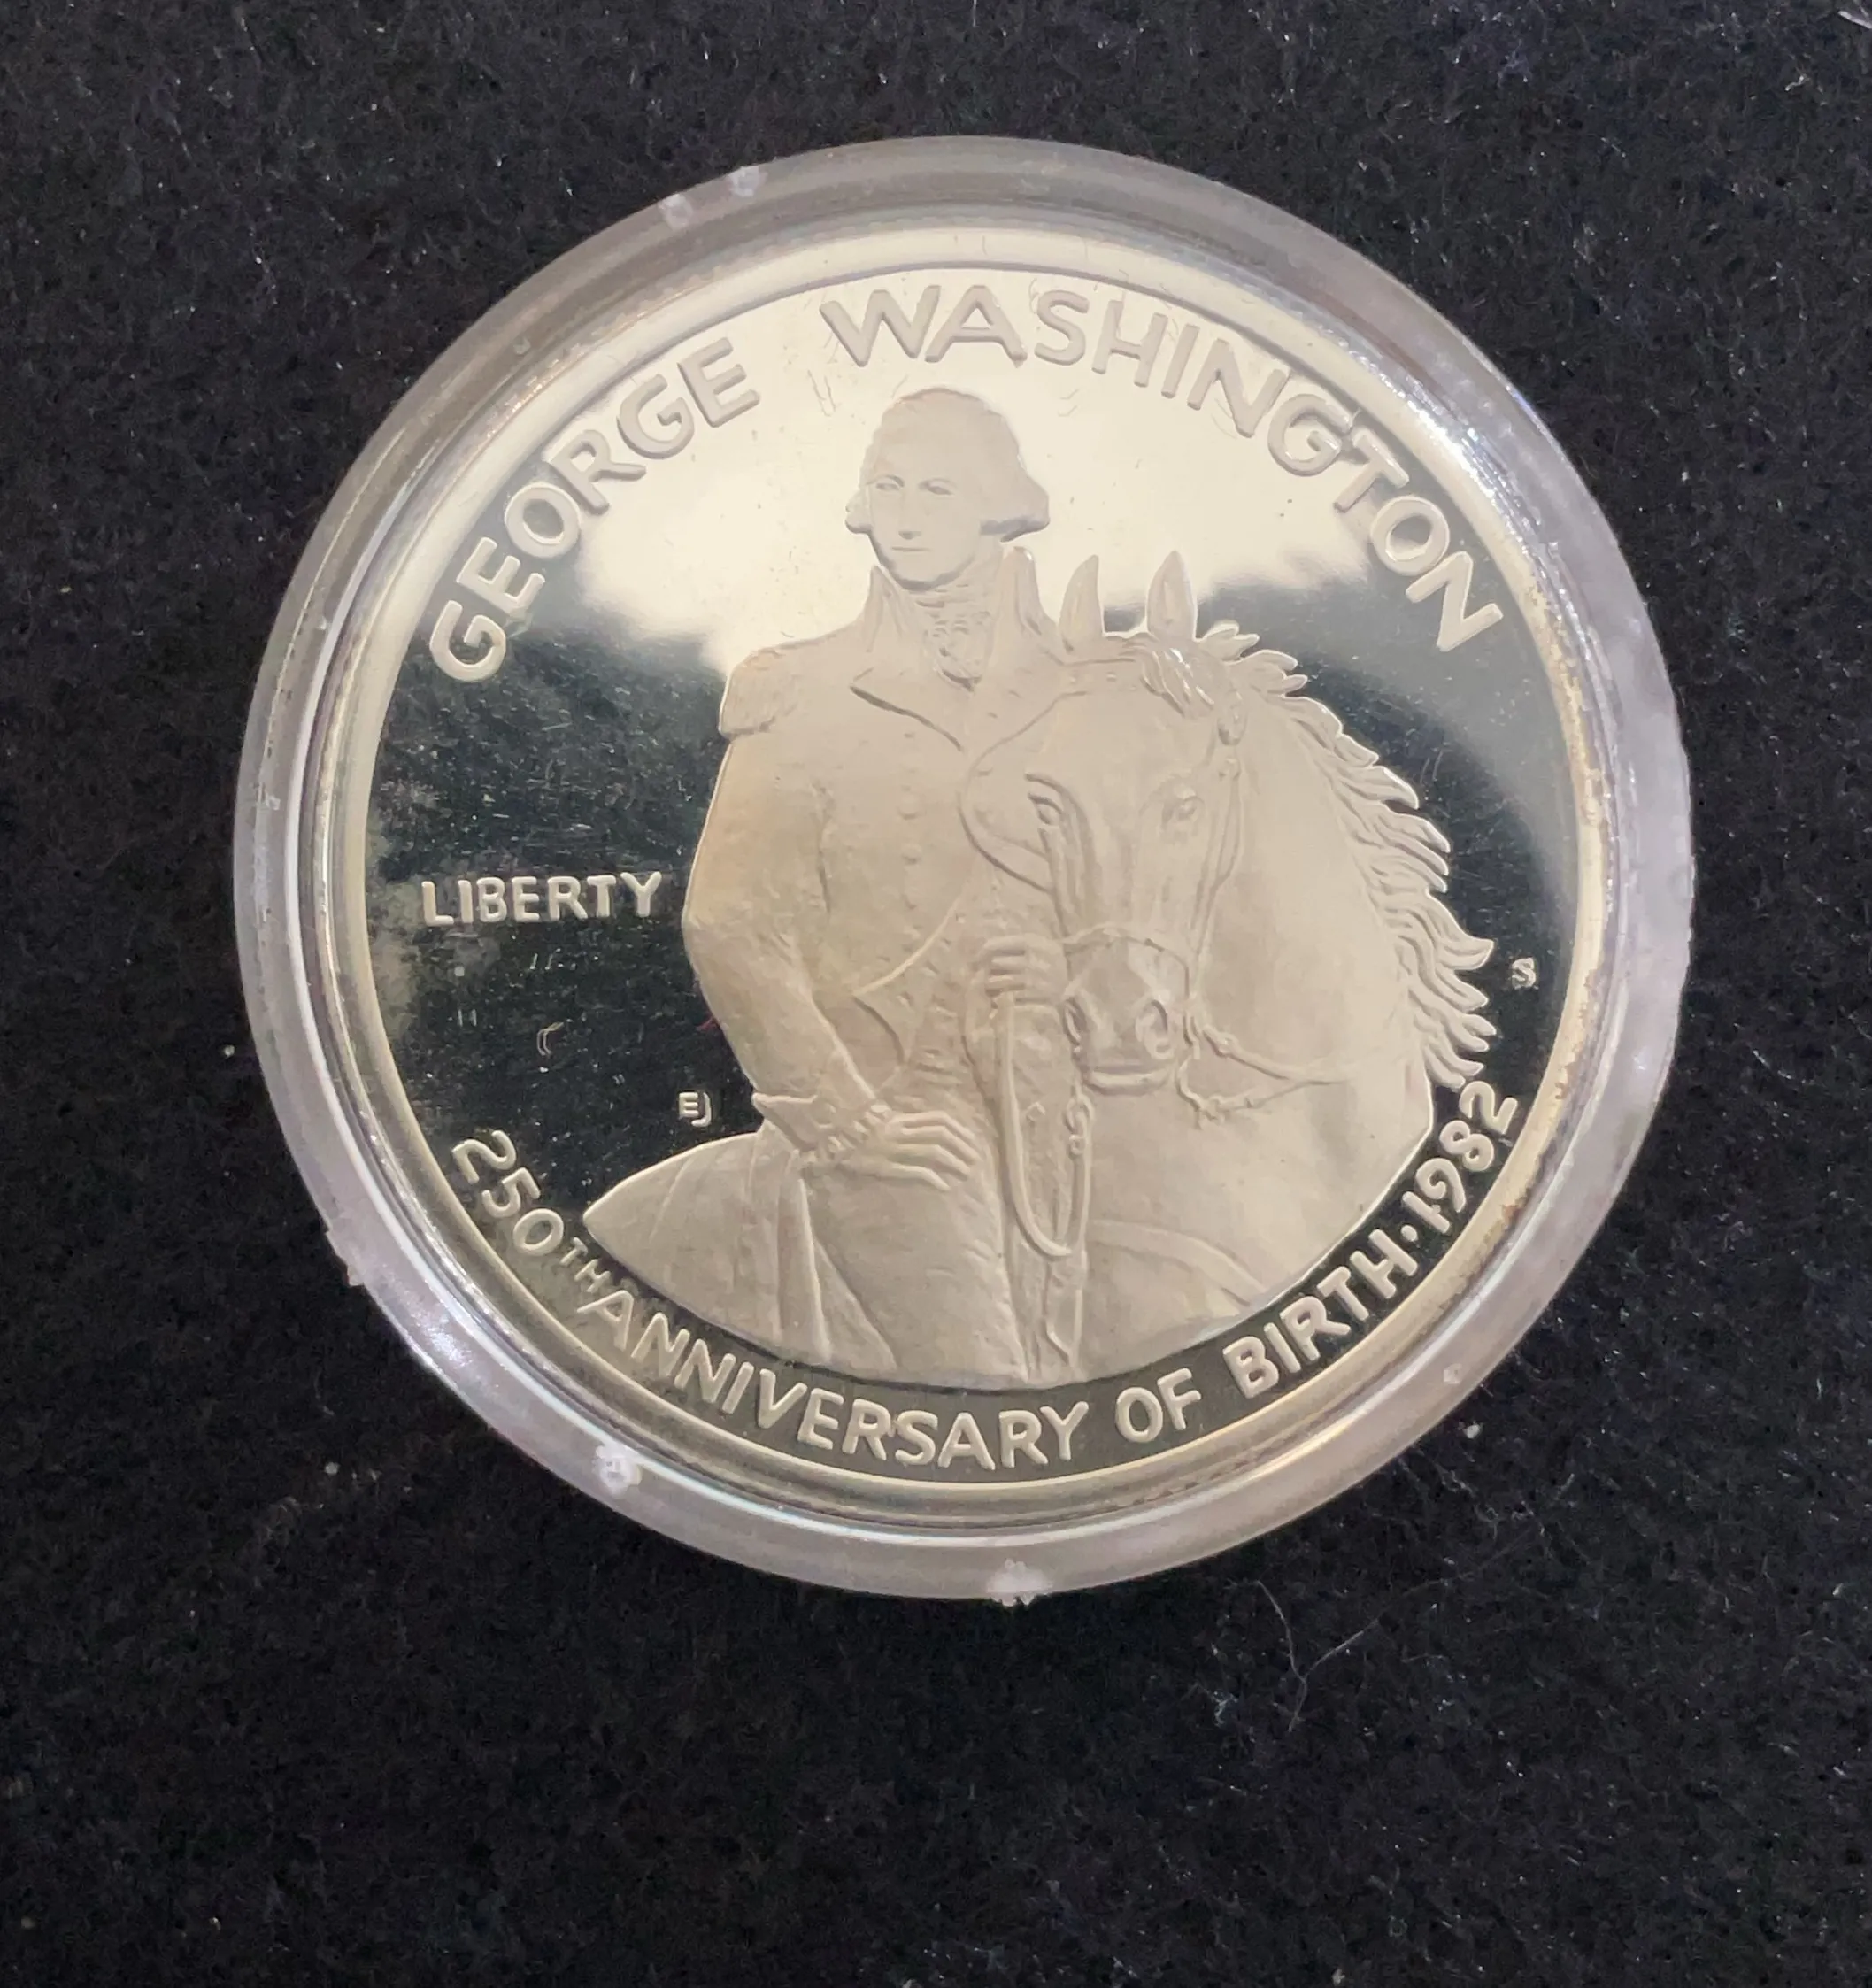 GEORGE WASHINGTON
LIBERTY
S
EJ
250TH ANNIVERSARY OF BIRTH·1982